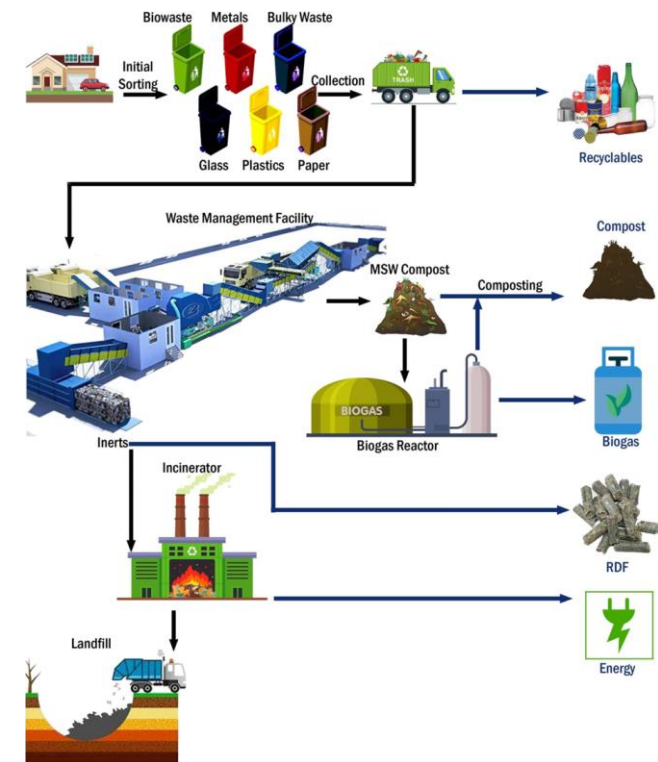 Biowaste Metals Bulky Waste
Initial
Sorting
Collection
TRASH
Glass Plastics Paper
Recyclables
Waste Management Facility
Compost
MSW Compost
Composting
BIOGAS
Biogas Reactor
Biogas
Inerts
Incinerator
RDF
Landfill
Energy